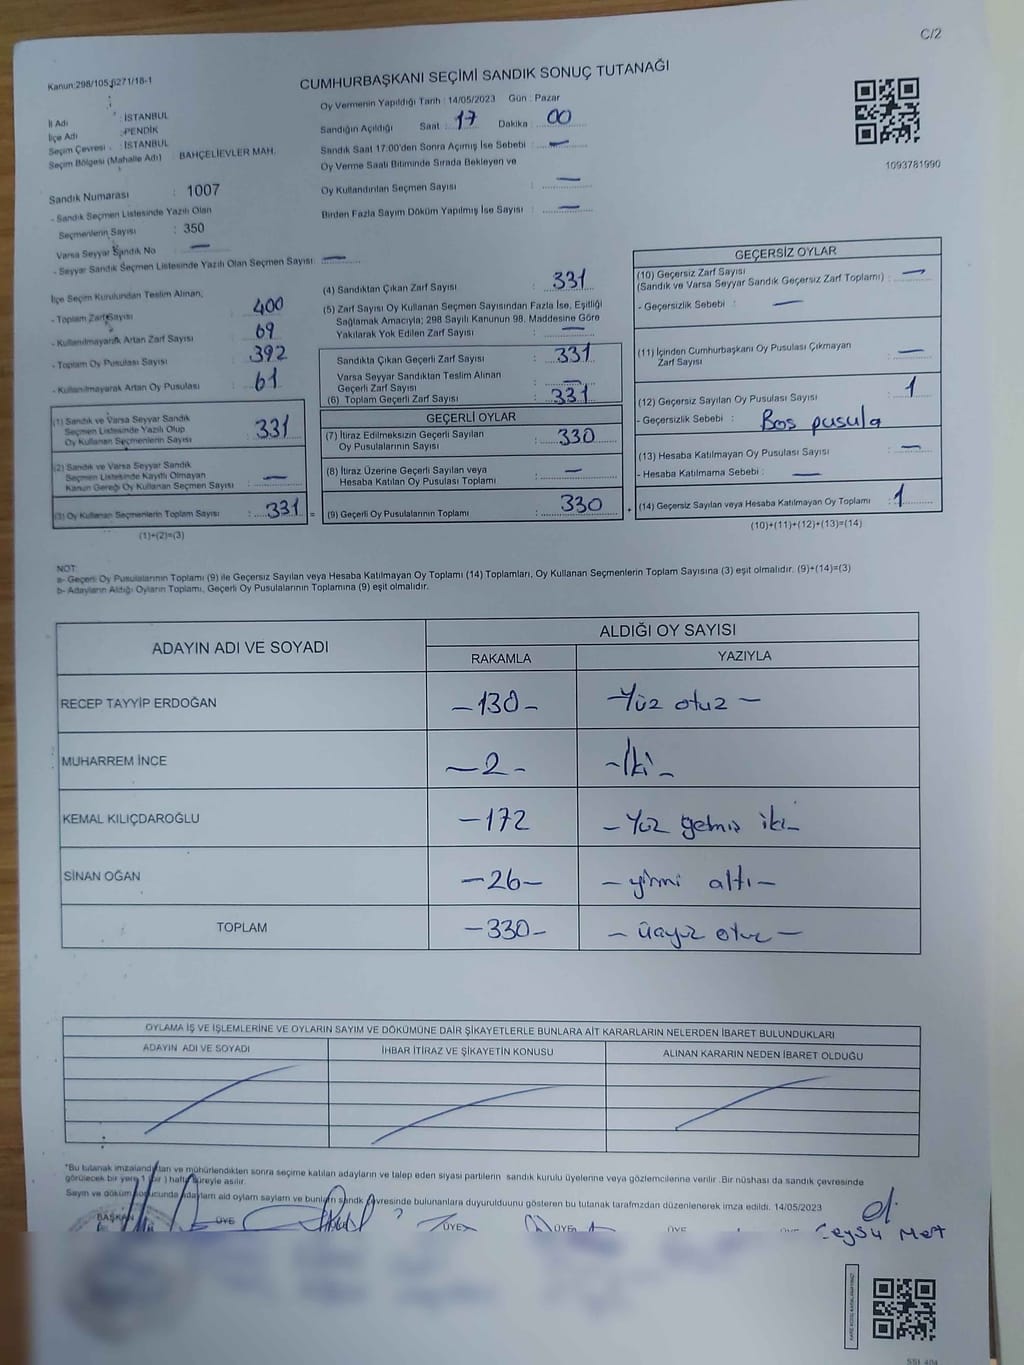 C/2
Kanun:298/105,6271/18-1
CUMHURBAŞKANI SEÇİMİ SANDIK SONUÇ TUTANAĞI
İl Adı : İSTANBUL
İlçe Adı : PENDİK
Seçim Çevresi : İSTANBUL
Seçim Bölgesi (Mahalle Adı) : BAHÇELİEVLER MAH.
Sandık Numarası : 1007
- Sandık Seçmen Listesinde Yazılı Olan
Seçmenlerin Sayısı : 350
Varsa Seyyar Sandık No —
- Seyyar Sandık Seçmen Listesinde Yazılı Olan Seçmen Sayısı: —
Oy Vermenin Yapıldığı Tarih : 14/05/2023 Gün : Pazar
Sandığın Açıldığı Saat : 17 Dakika : 00
Sandık Saat 17:00'den Sonra Açımış İse Sebebi : —
Oy Verme Saati Bitiminde Sırada Bekleyen ve
Oy Kullandırılan Seçmen Sayısı : —
Birden Fazla Sayım Döküm Yapılmış İse Sayısı : —
1093781990
İlçe Seçim Kurulundan Teslim Alınan;
- Toplam Zarf Sayısı : 400
- Kullanılmayarak Artan Zarf Sayısı : 69
- Toplam Oy Pusulası Sayısı : 392
- Kullanılmayarak Artan Oy Pusulası : 61
(1) Sandık ve Varsa Seyyar Sandık
Seçmen Listesinde Yazılı Olup
Oy Kullanan Seçmenlerin Sayısı : 331
(2) Sandık ve Varsa Seyyar Sandık
Seçmen Listesinde Kayıtlı Olmayan
Kanun Gereği Oy Kullanan Seçmen Sayısı : —
(3) Oy Kullanan Seçmenlerin Toplam Sayısı : 331 =
(1)+(2)=(3)
(4) Sandıktan Çıkan Zarf Sayısı : 331
(5) Zarf Sayısı Oy Kullanan Seçmen Sayısından Fazla İse, Eşitliği
Sağlamak Amacıyla; 298 Sayılı Kanunun 98. Maddesine Göre
Yakılarak Yok Edilen Zarf Sayısı : —
Sandıkta Çıkan Geçerli Zarf Sayısı : 331
Varsa Seyyar Sandıktan Teslim Alınan
Geçerli Zarf Sayısı : —
(6) Toplam Geçerli Zarf Sayısı : 331
GEÇERLİ OYLAR
(7) İtiraz Edilmeksizin Geçerli Sayılan
Oy Pusulalarının Sayısı : 330
(8) İtiraz Üzerine Geçerli Sayılan veya
Hesaba Katılan Oy Pusulası Toplamı : —
(9) Geçerli Oy Pusulalarının Toplamı : 330 +
GEÇERSİZ OYLAR
(10) Geçersiz Zarf Sayısı
(Sandık ve Varsa Seyyar Sandık Geçersiz Zarf Toplamı) : —
- Geçersizlik Sebebi : —
(11) İçinden Cumhurbaşkanı Oy Pusulası Çıkmayan
Zarf Sayısı : —
(12) Geçersiz Sayılan Oy Pusulası Sayısı : 1
- Geçersizlik Sebebi : Bos pusula
(13) Hesaba Katılmayan Oy Pusulası Sayısı : —
- Hesaba Katılmama Sebebi : —
(14) Geçersiz Sayılan veya Hesaba Katılmayan Oy Toplamı : 1
(10)+(11)+(12)+(13)=(14)
NOT:
a- Geçerli Oy Pusulalarının Toplamı (9) ile Geçersiz Sayılan veya Hesaba Katılmayan Oy Toplamı (14) Toplamları, Oy Kullanan Seçmenlerin Toplam Sayısına (3) eşit olmalıdır. (9)+(14)=(3)
b- Adayların Aldığı Oyların Toplamı, Geçerli Oy Pusulalarının Toplamına (9) eşit olmalıdır.
ADAYIN ADI VE SOYADI ALDIĞI OY SAYISI
RAKAMLA YAZIYLA
RECEP TAYYİP ERDOĞAN —130— —Yüz otuz—
MUHARREM İNCE —2— —İki—
KEMAL KILIÇDAROĞLU —172 —Yüz yetmiş iki—
SİNAN OĞAN —26— —yirmi altı—
TOPLAM —330— —üçyüz otuz—
OYLAMA İŞ VE İŞLEMLERİNE VE OYLARIN SAYIM VE DÖKÜMÜNE DAİR ŞİKAYETLERLE BUNLARA AİT KARARLARIN NELERDEN İBARET BULUNDUKLARI
ADAYIN ADI VE SOYADI İHBAR İTİRAZ VE ŞİKAYETİN KONUSU ALINAN KARARIN NEDEN İBARET OLDUĞU
*Bu tutanak imzalandıktan ve mühürlendikten sonra seçime katılan adayların ve talep eden siyasi partilerin sandık kurulu üyelerine veya gözlemcilerine verilir. Bir nüshası da sandık çevresinde
görülecek bir yere 1 (bir) hafta süreyle asılır.
Sayım ve döküm sonucunda adayların aldığı oyların sayıları ve bunların sandık çevresinde bulunanlara duyurulduğunu gösteren bu tutanak tarafımızdan düzenlenerek imza edildi. 14/05/2023
BAŞKAN ÜYE ÜYE ÜYE ÜYE
Ceysu Mert